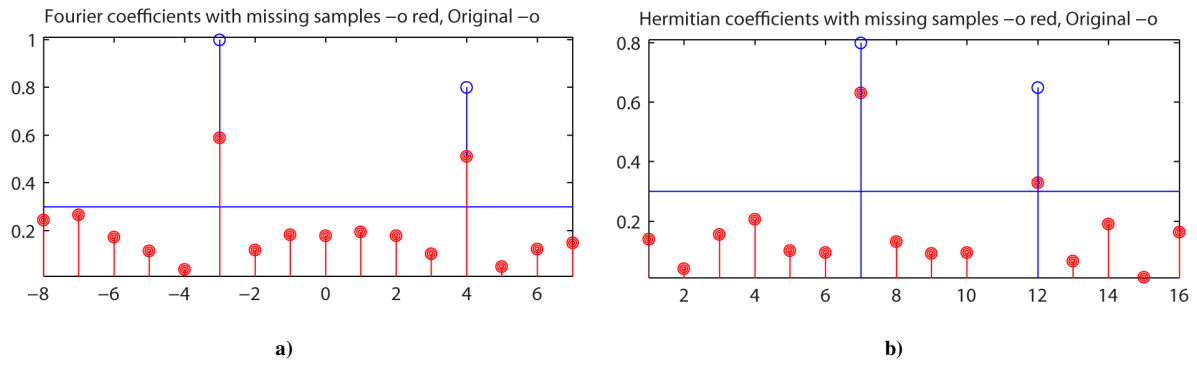 Fourier coefficients with missing samples –o red, Original –o
1
0.8
0.6
0.4
0.2
−8 −6 −4 −2 0 2 4 6
a)
Hermitian coefficients with missing samples –o red, Original –o
0.8
0.6
0.4
0.2
2 4 6 8 10 12 14 16
b)